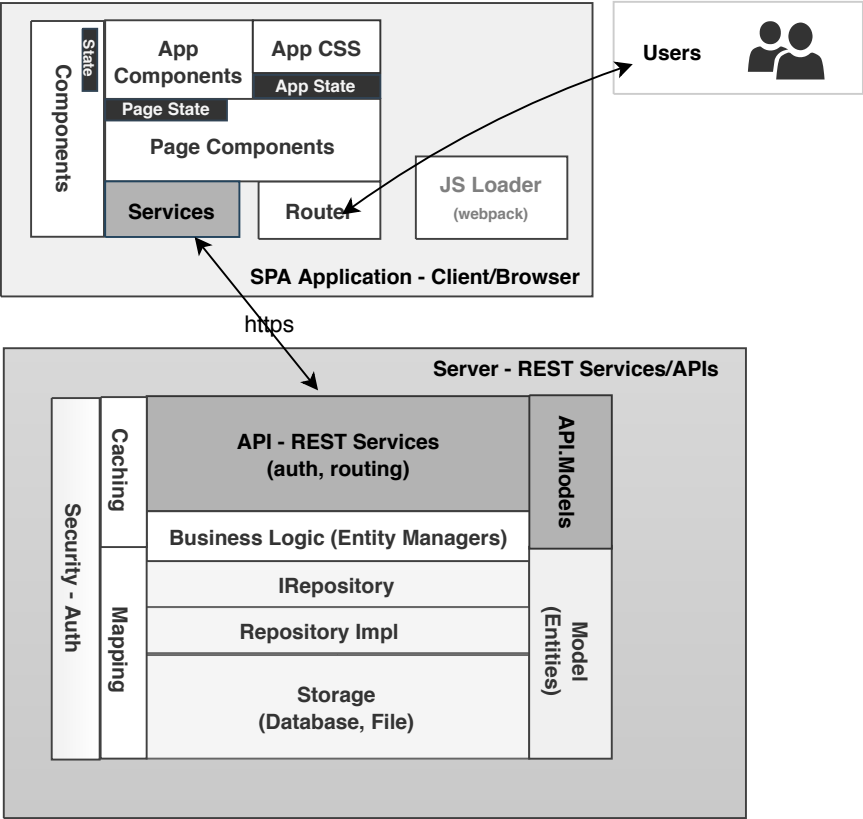 State
Components
App
Components
App CSS
App State
Page State
Page Components
Services
Router
JS Loader
(webpack)
SPA Application - Client/Browser
Users
https
Server - REST Services/APIs
Security - Auth
Caching
Mapping
API - REST Services
(auth, routing)
API.Models
Business Logic (Entity Managers)
IRepository
Repository Impl
Storage
(Database, File)
Model
(Entities)